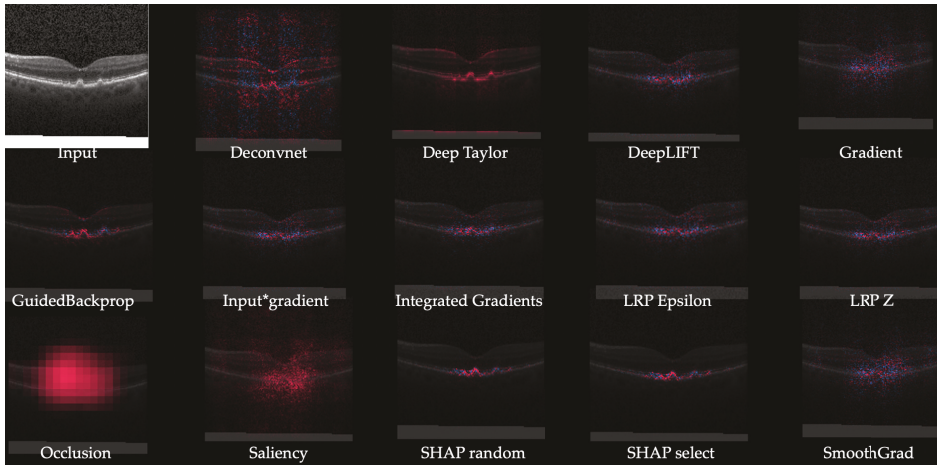 Input Deconvnet Deep Taylor DeepLIFT Gradient
GuidedBackprop Input*gradient Integrated Gradients LRP Epsilon LRP Z
Occlusion Saliency SHAP random SHAP select SmoothGrad